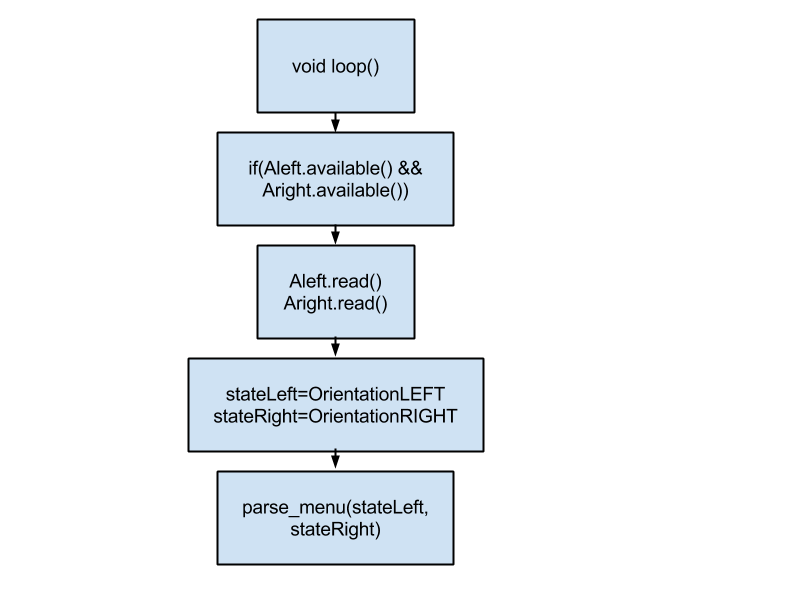 void loop()
if(Aleft.available() &&
Aright.available())
Aleft.read()
Aright.read()
stateLeft=OrientationLEFT
stateRight=OrientationRIGHT
parse_menu(stateLeft,
stateRight)